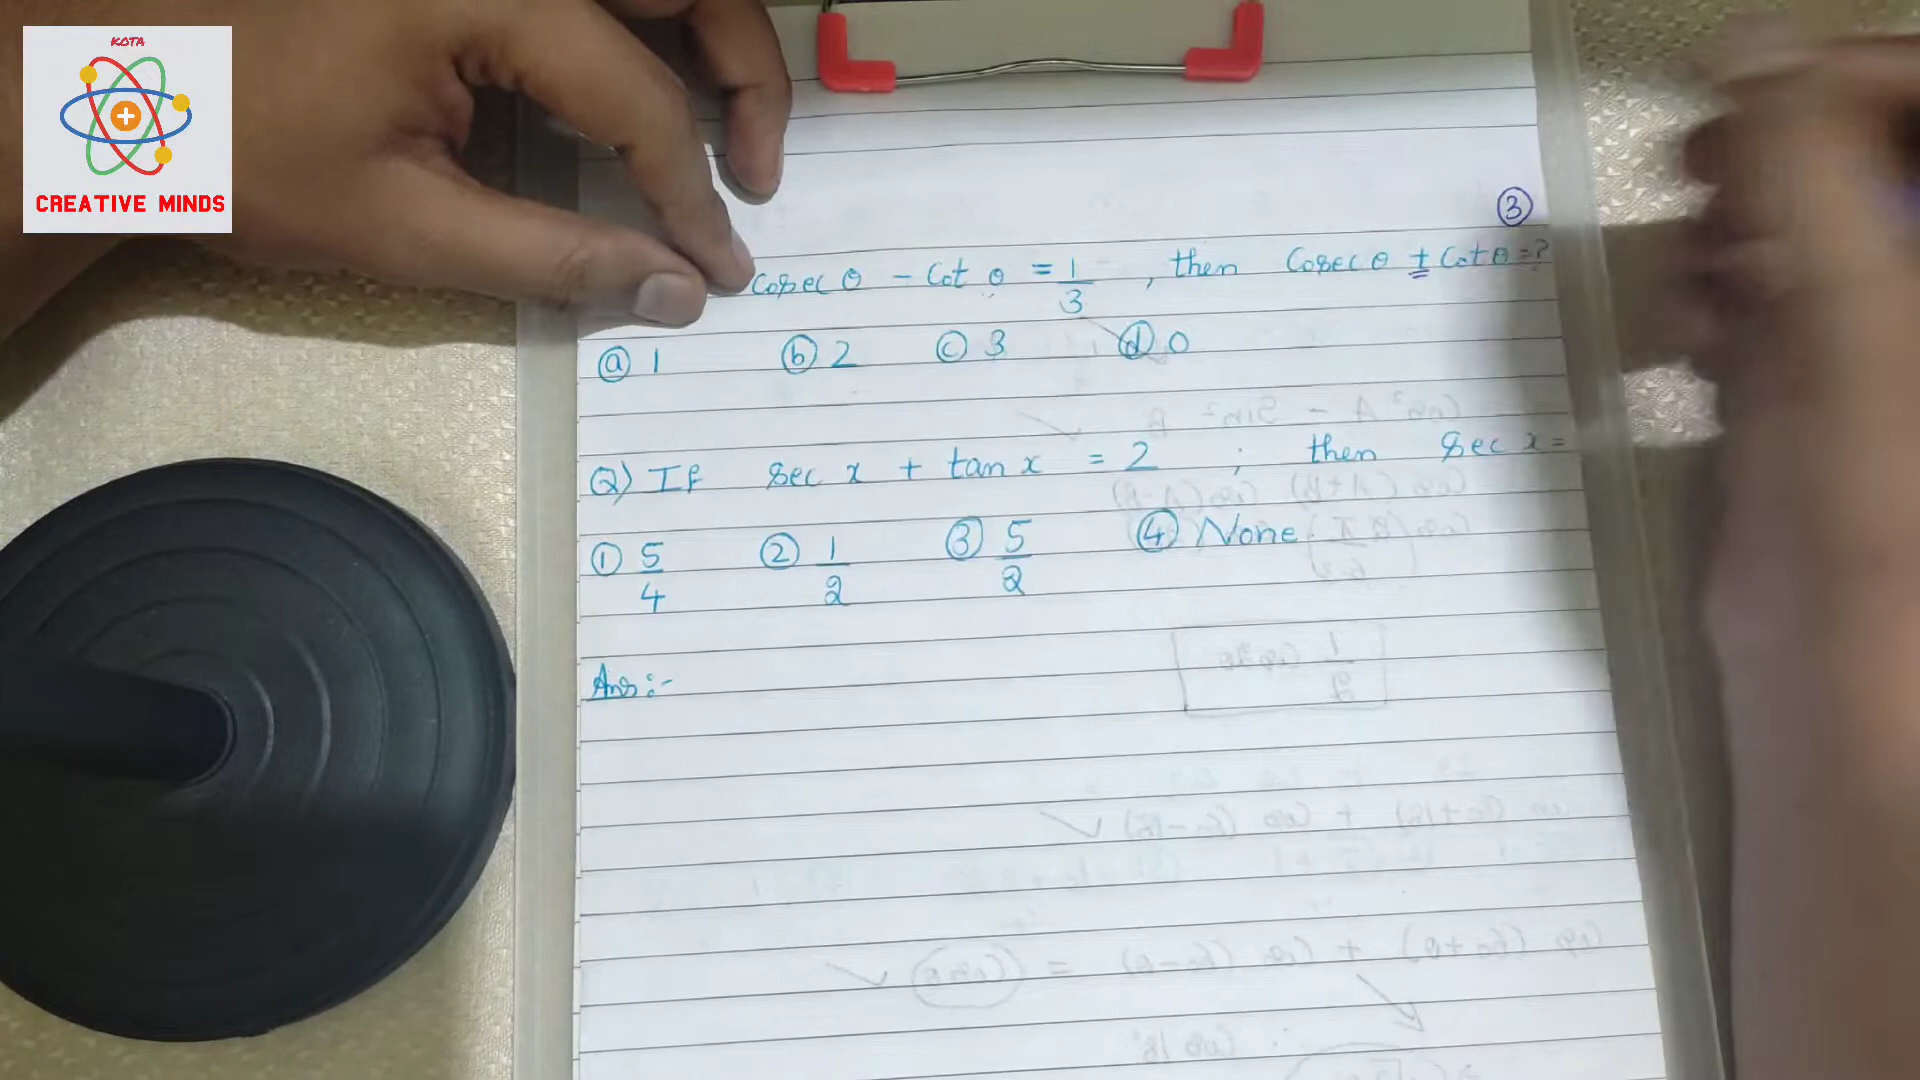 KOTA
CREATIVE MINDS
③
Cosec θ - Cot θ = 1/3 , then Cosec θ + Cot θ = ?
ⓐ 1 ⓑ 2 ⓒ 3 ⓓ 0
Q) If sec x + tan x = 2 ; then sec x =
① 5/4 ② 1/2 ③ 5/2 ④ None
Ans :-